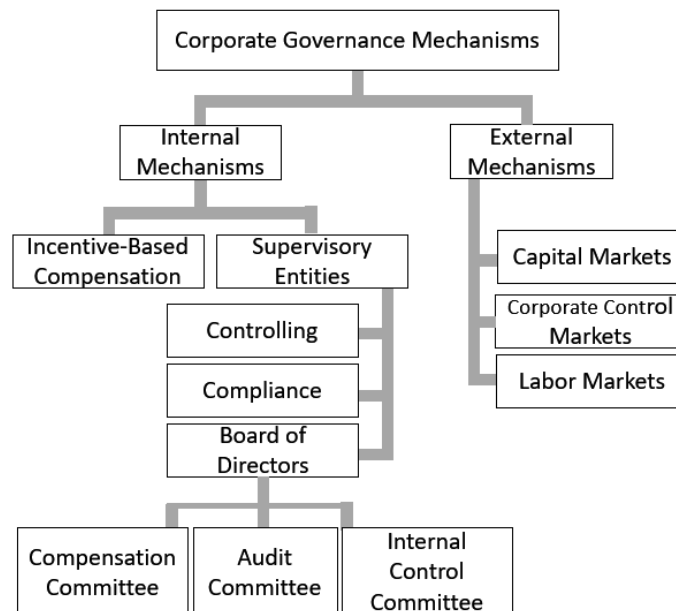 Corporate Governance Mechanisms
Internal
Mechanisms
External
Mechanisms
Incentive-Based
Compensation
Supervisory
Entities
Capital Markets
Controlling
Corporate Control
Markets
Compliance
Labor Markets
Board of
Directors
Compensation
Committee
Audit
Committee
Internal
Control
Committee